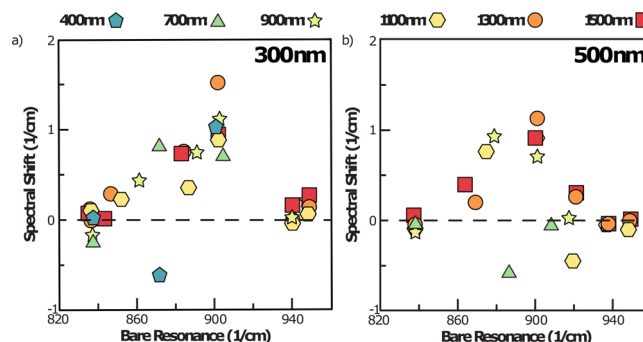 400nm 700nm 900nm 1100nm 1300nm 1500nm
a) 300nm
2
1
0
-1
Spectral Shift (1/cm)
820 860 900 940
Bare Resonance (1/cm)
b) 500nm
2
1
0
-1
Spectral Shift (1/cm)
820 860 900 940
Bare Resonance (1/cm)